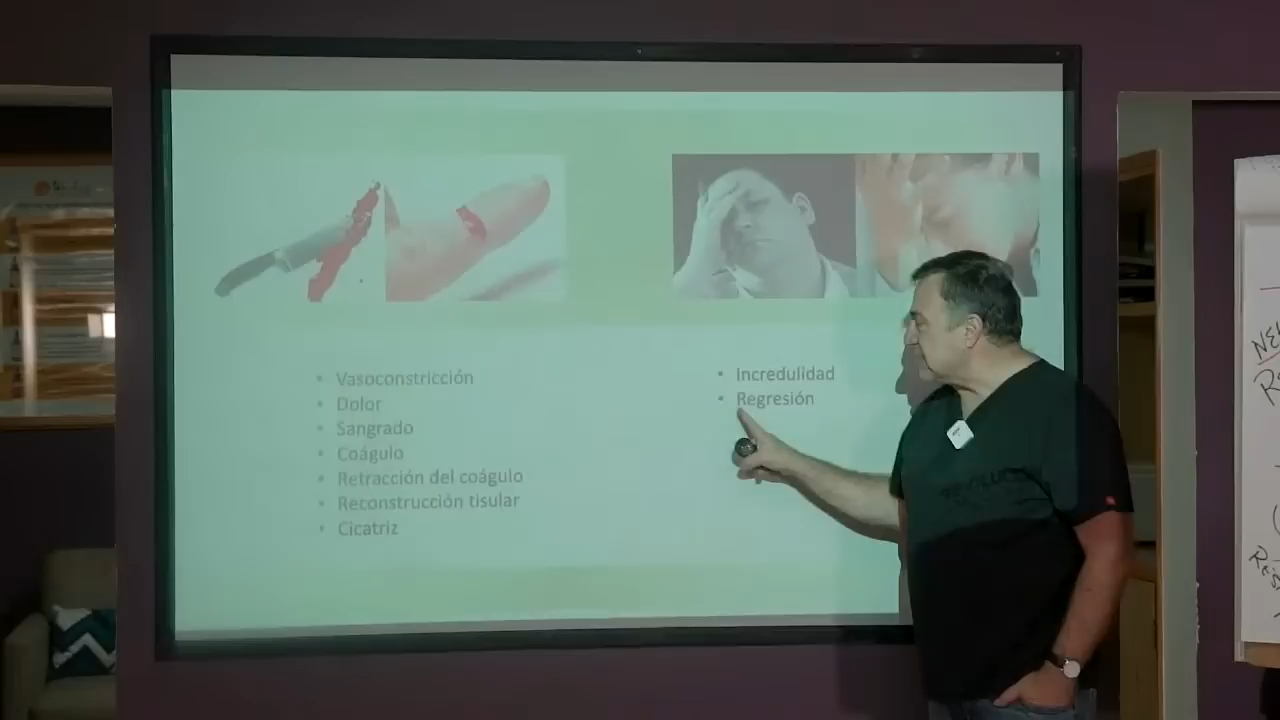 Vasoconstricción
Dolor
Sangrado
Coágulo
Retracción del coágulo
Reconstrucción tisular
Cicatriz
Incredulidad
Regresión